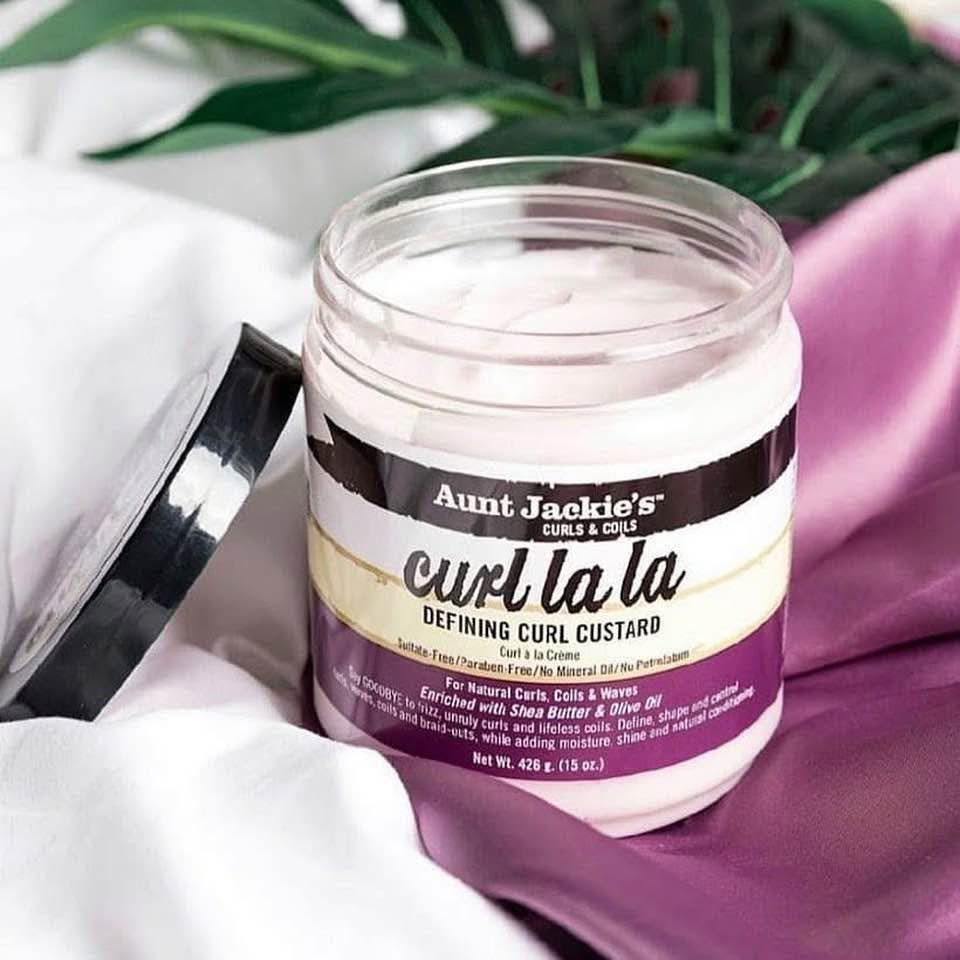 Aunt Jackie's™
CURLS & COILS
curl la la
DEFINING CURL CUSTARD
Curl à la Crème
Sulfate-Free/Paraben-Free/No Mineral Oil/No Petrolatum
For Natural Curls, Coils & Waves
Enriched with Shea Butter & Olive Oil
Say GOODBYE to frizz, unruly curls and lifeless coils. Define, shape and control
curls, waves, coils and braid-outs, while adding moisture, shine and natural conditioning.
Net Wt. 426 g. (15 oz.)